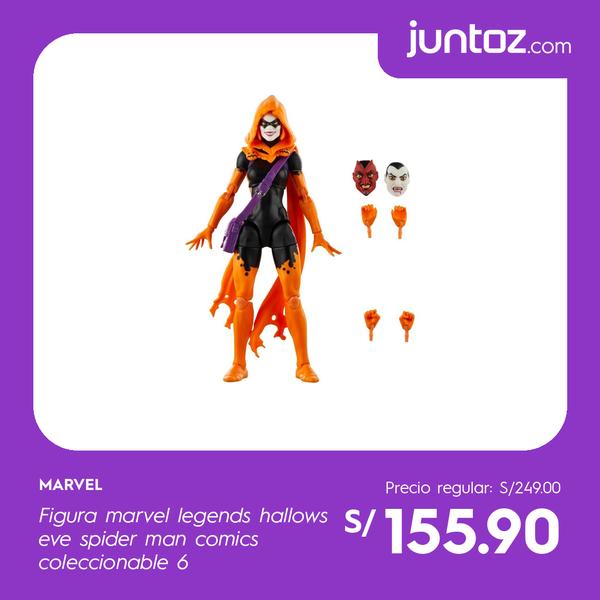 juntoz.com
MARVEL
Figura marvel legends hallows
eve spider man comics
coleccionable 6
Precio regular: S/249.00
S/155.90